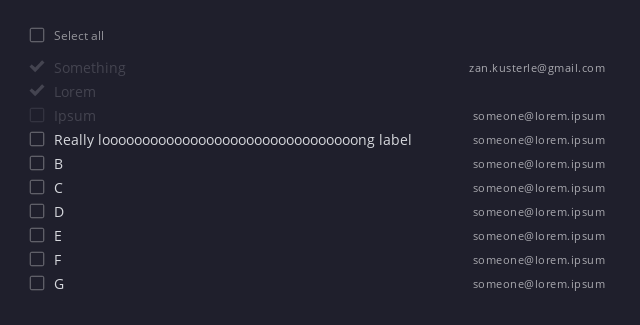 Select all
Something zan.kusterle@gmail.com
Lorem
Ipsum someone@lorem.ipsum
Really loooooooooooooooooooooooooooooooong label someone@lorem.ipsum
B someone@lorem.ipsum
C someone@lorem.ipsum
D someone@lorem.ipsum
E someone@lorem.ipsum
F someone@lorem.ipsum
G someone@lorem.ipsum